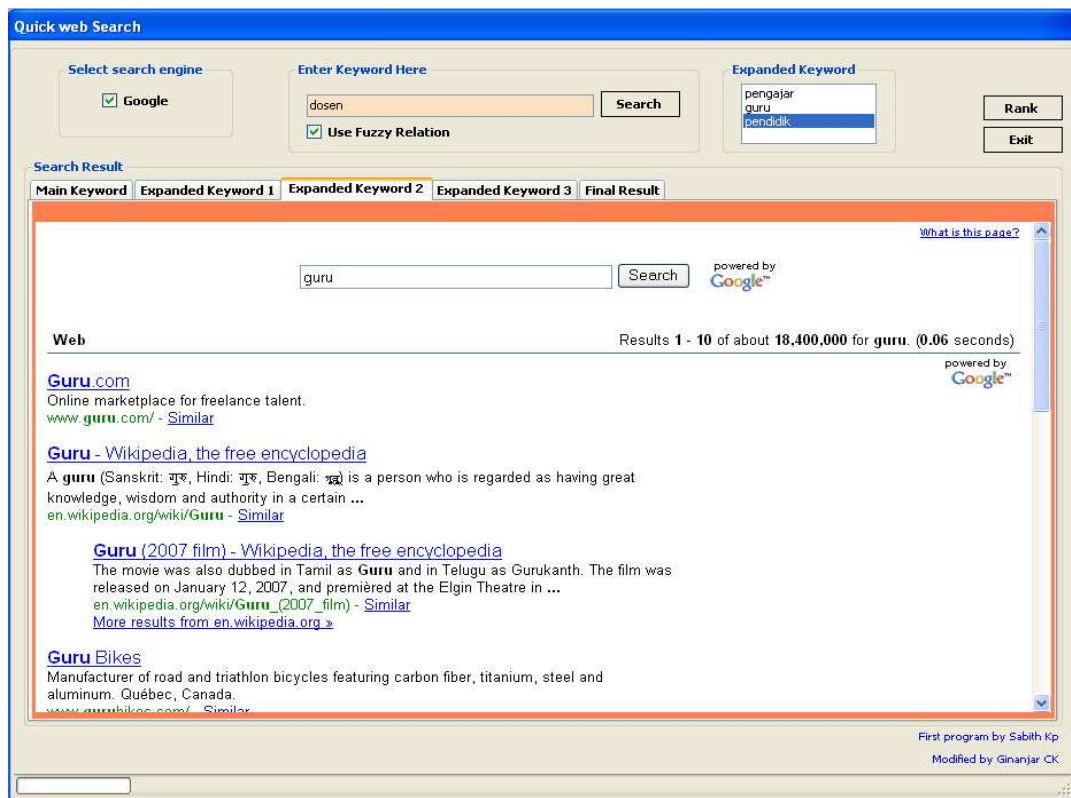 Quick web Search
Select search engine
Google
Enter Keyword Here
dosen
Search
Use Fuzzy Relation
Expanded Keyword
pengajar
guru
pendidik
Rank
Exit
Search Result
Main Keyword Expanded Keyword 1 Expanded Keyword 2 Expanded Keyword 3 Final Result
What is this page?
guru Search powered by Google™
Web Results 1 - 10 of about 18,400,000 for guru. (0.06 seconds)
powered by Google™
Guru.com
Online marketplace for freelance talent.
www.guru.com/ - Similar
Guru - Wikipedia, the free encyclopedia
A guru (Sanskrit: गुरु, Hindi: गुरु, Bengali: গুরু) is a person who is regarded as having great
knowledge, wisdom and authority in a certain ...
en.wikipedia.org/wiki/Guru - Similar
Guru (2007 film) - Wikipedia, the free encyclopedia
The movie was also dubbed in Tamil as Guru and in Telugu as Gurukanth. The film was
released on January 12, 2007, and premièred at the Elgin Theatre in ...
en.wikipedia.org/wiki/Guru_(2007_film) - Similar
More results from en.wikipedia.org »
Guru Bikes
Manufacturer of road and triathlon bicycles featuring carbon fiber, titanium, steel and
aluminum. Québec, Canada.
www.gurubikes.com/ - Similar
First program by Sabith Kp
Modified by Ginanjar CK